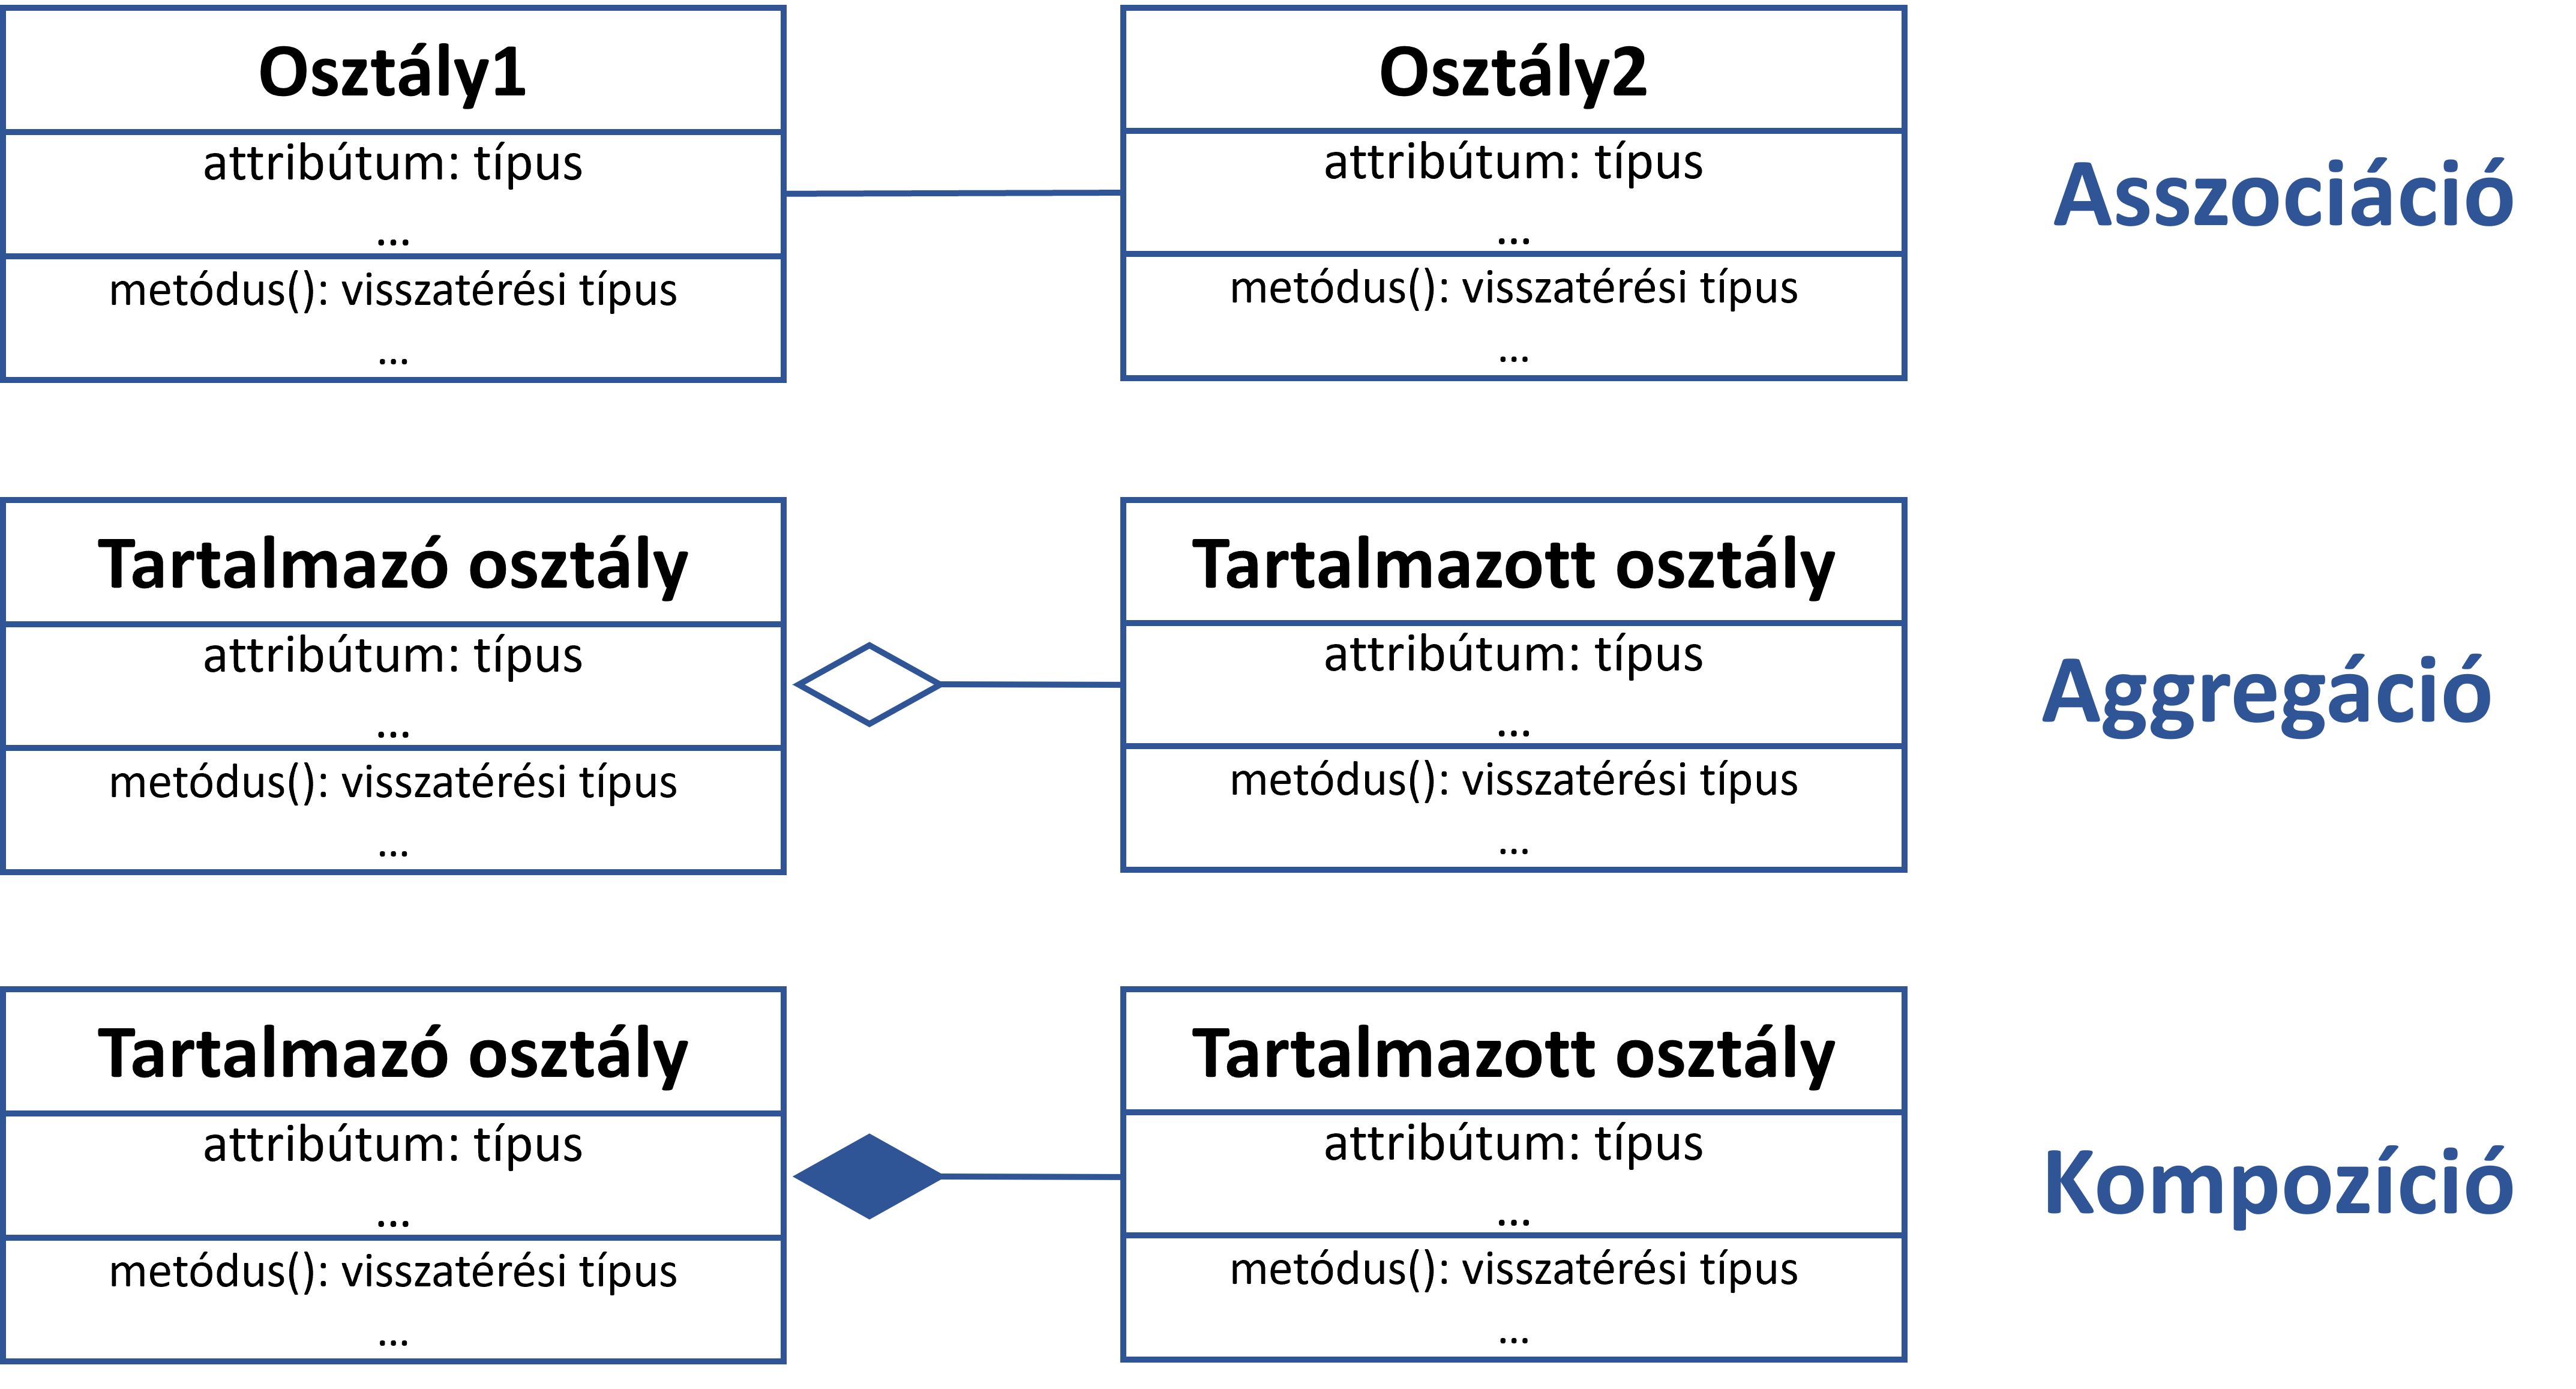 Osztály1
attribútum: típus
...
metódus(): visszatérési típus
...
Osztály2
attribútum: típus
...
metódus(): visszatérési típus
...
Asszociáció
Tartalmazó osztály
attribútum: típus
...
metódus(): visszatérési típus
...
Tartalmazott osztály
attribútum: típus
...
metódus(): visszatérési típus
...
Aggregáció
Tartalmazó osztály
attribútum: típus
...
metódus(): visszatérési típus
...
Tartalmazott osztály
attribútum: típus
...
metódus(): visszatérési típus
...
Kompozíció